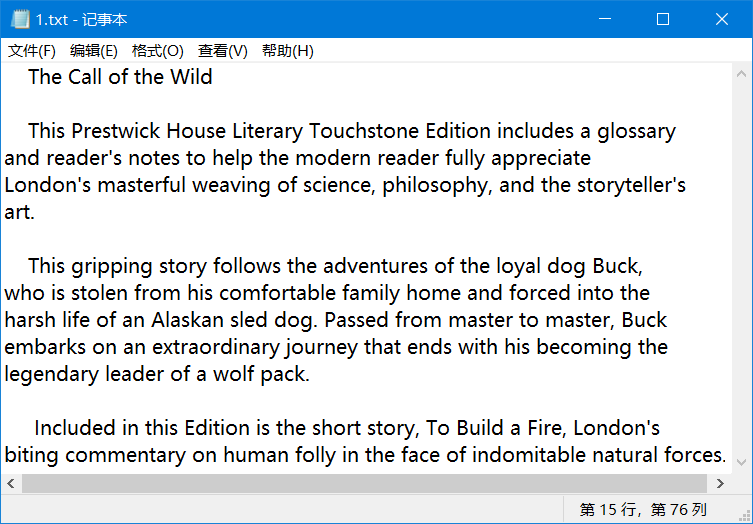 1.txt - 记事本
文件(F) 编辑(E) 格式(O) 查看(V) 帮助(H)
The Call of the Wild
This Prestwick House Literary Touchstone Edition includes a glossary
and reader's notes to help the modern reader fully appreciate
London's masterful weaving of science, philosophy, and the storyteller's
art.
This gripping story follows the adventures of the loyal dog Buck,
who is stolen from his comfortable family home and forced into the
harsh life of an Alaskan sled dog. Passed from master to master, Buck
embarks on an extraordinary journey that ends with his becoming the
legendary leader of a wolf pack.
Included in this Edition is the short story, To Build a Fire, London's
biting commentary on human folly in the face of indomitable natural forces.
第 15 行，第 76 列